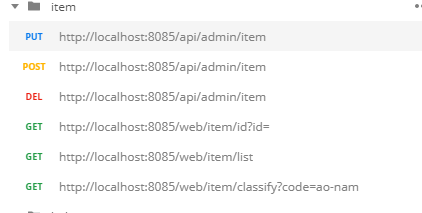 item
PUT http://localhost:8085/api/admin/item
POST http://localhost:8085/api/admin/item
DEL http://localhost:8085/api/admin/item
GET http://localhost:8085/web/item/id?id=
GET http://localhost:8085/web/item/list
GET http://localhost:8085/web/item/classify?code=ao-nam